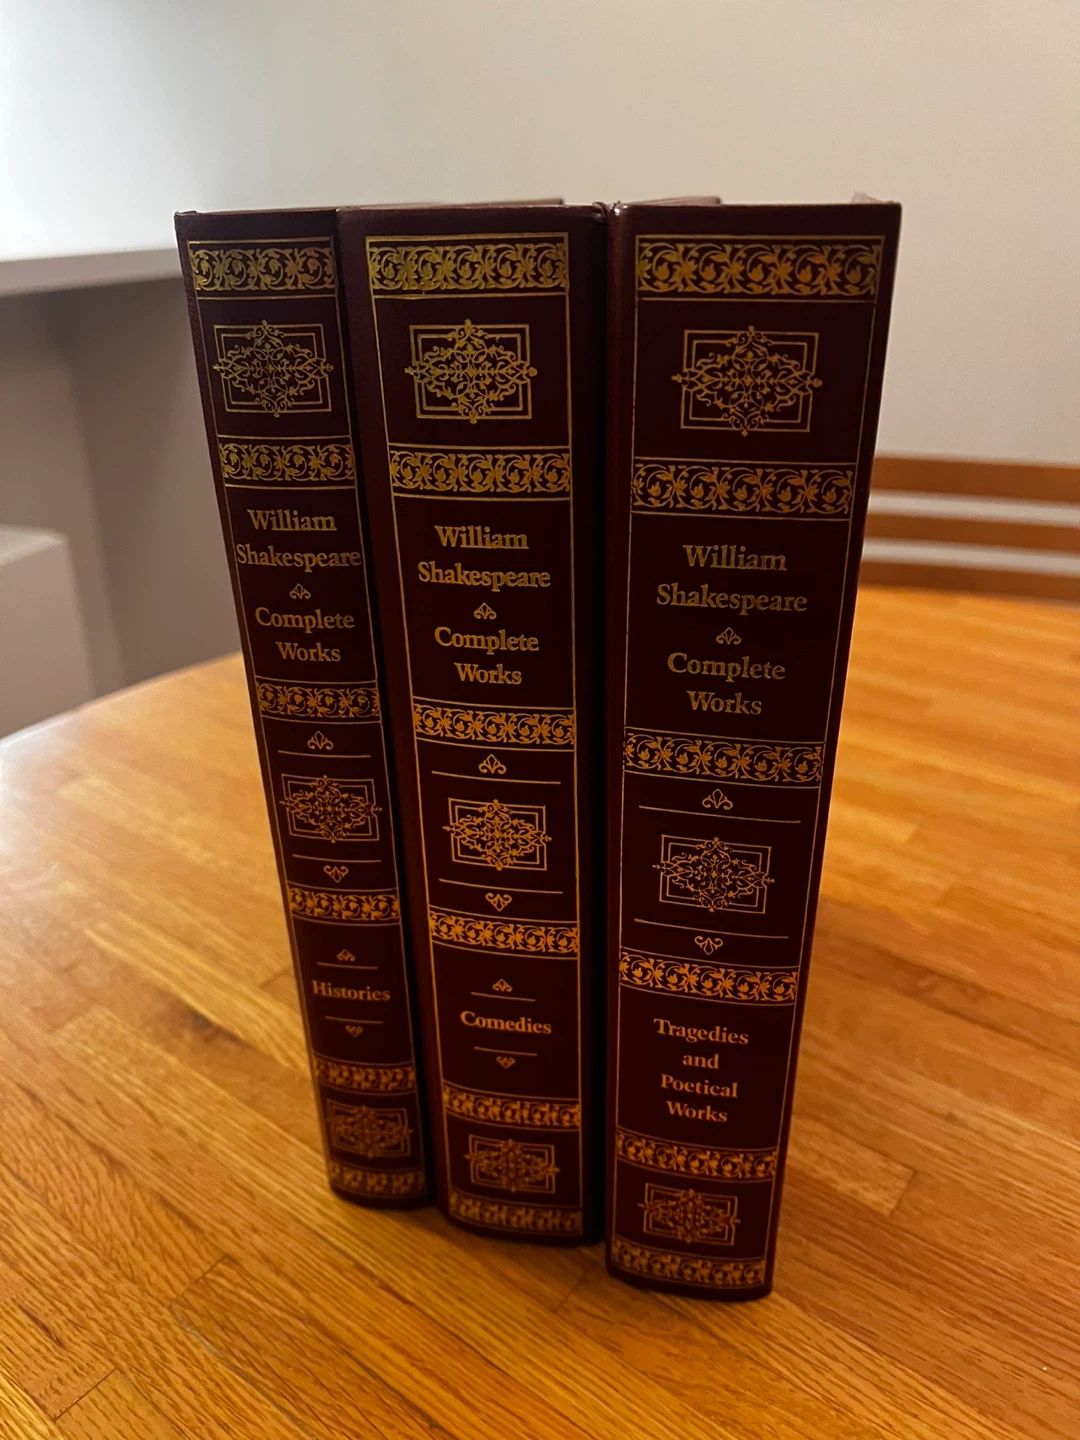 William
Shakespeare
Complete
Works
Histories
William
Shakespeare
Complete
Works
Comedies
William
Shakespeare
Complete
Works
Tragedies
and
Poetical
Works